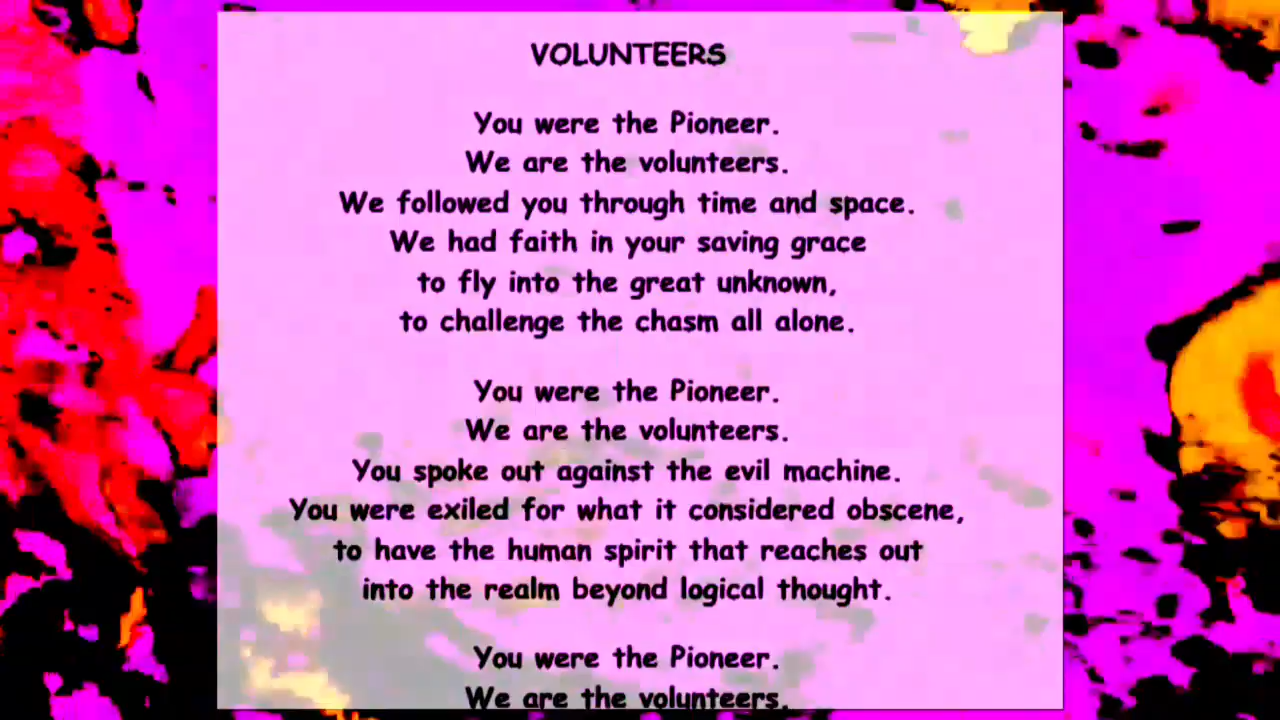 VOLUNTEERS
You were the Pioneer.
We are the volunteers.
We followed you through time and space.
We had faith in your saving grace
to fly into the great unknown,
to challenge the chasm all alone.
You were the Pioneer.
We are the volunteers.
You spoke out against the evil machine.
You were exiled for what it considered obscene,
to have the human spirit that reaches out
into the realm beyond logical thought.
You were the Pioneer.
We are the volunteers.